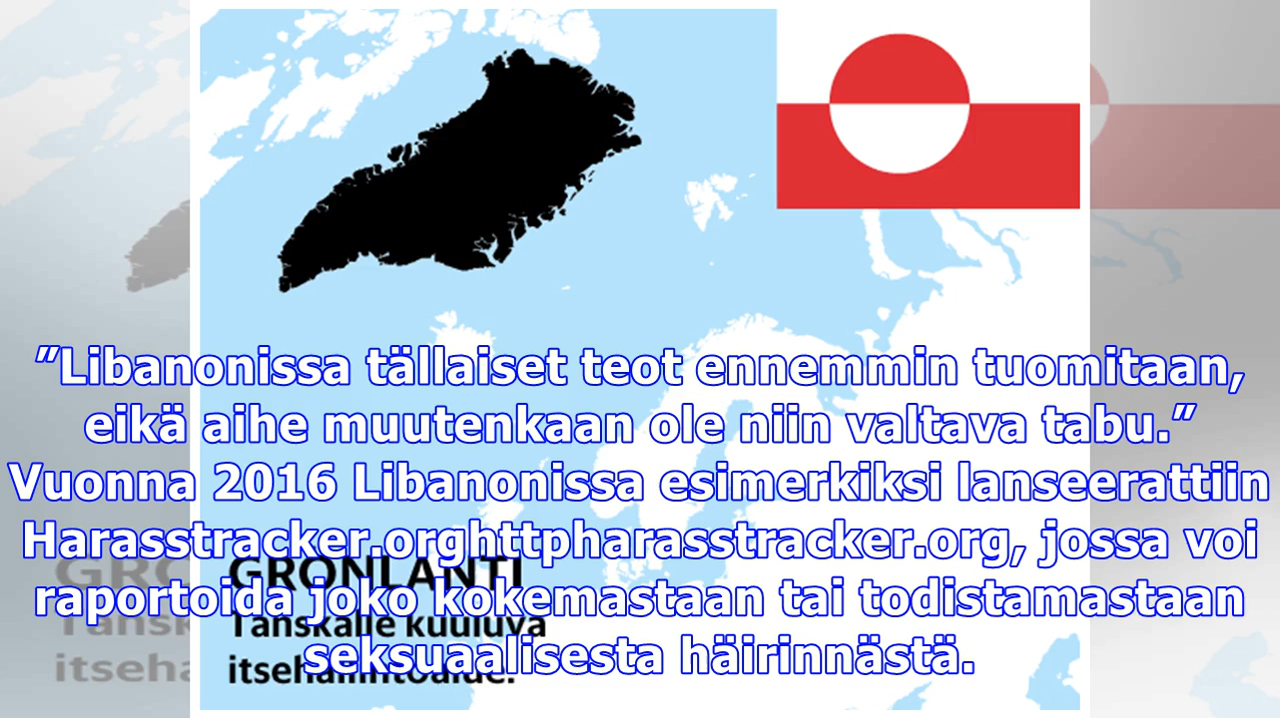 ”Libanonissa tällaiset teot ennemmin tuomitaan,
eikä aihe muutenkaan ole niin valtava tabu.”
Vuonna 2016 Libanonissa esimerkiksi lanseerattiin
Harasstracker.orghttpharasstracker.org, jossa voi
GRÖNLANTI
raportoida joko kokemastaan tai todistamastaan
Tanskalle kuuluva
seksuaalisesta häirinnästä.
itsehallintoalue.